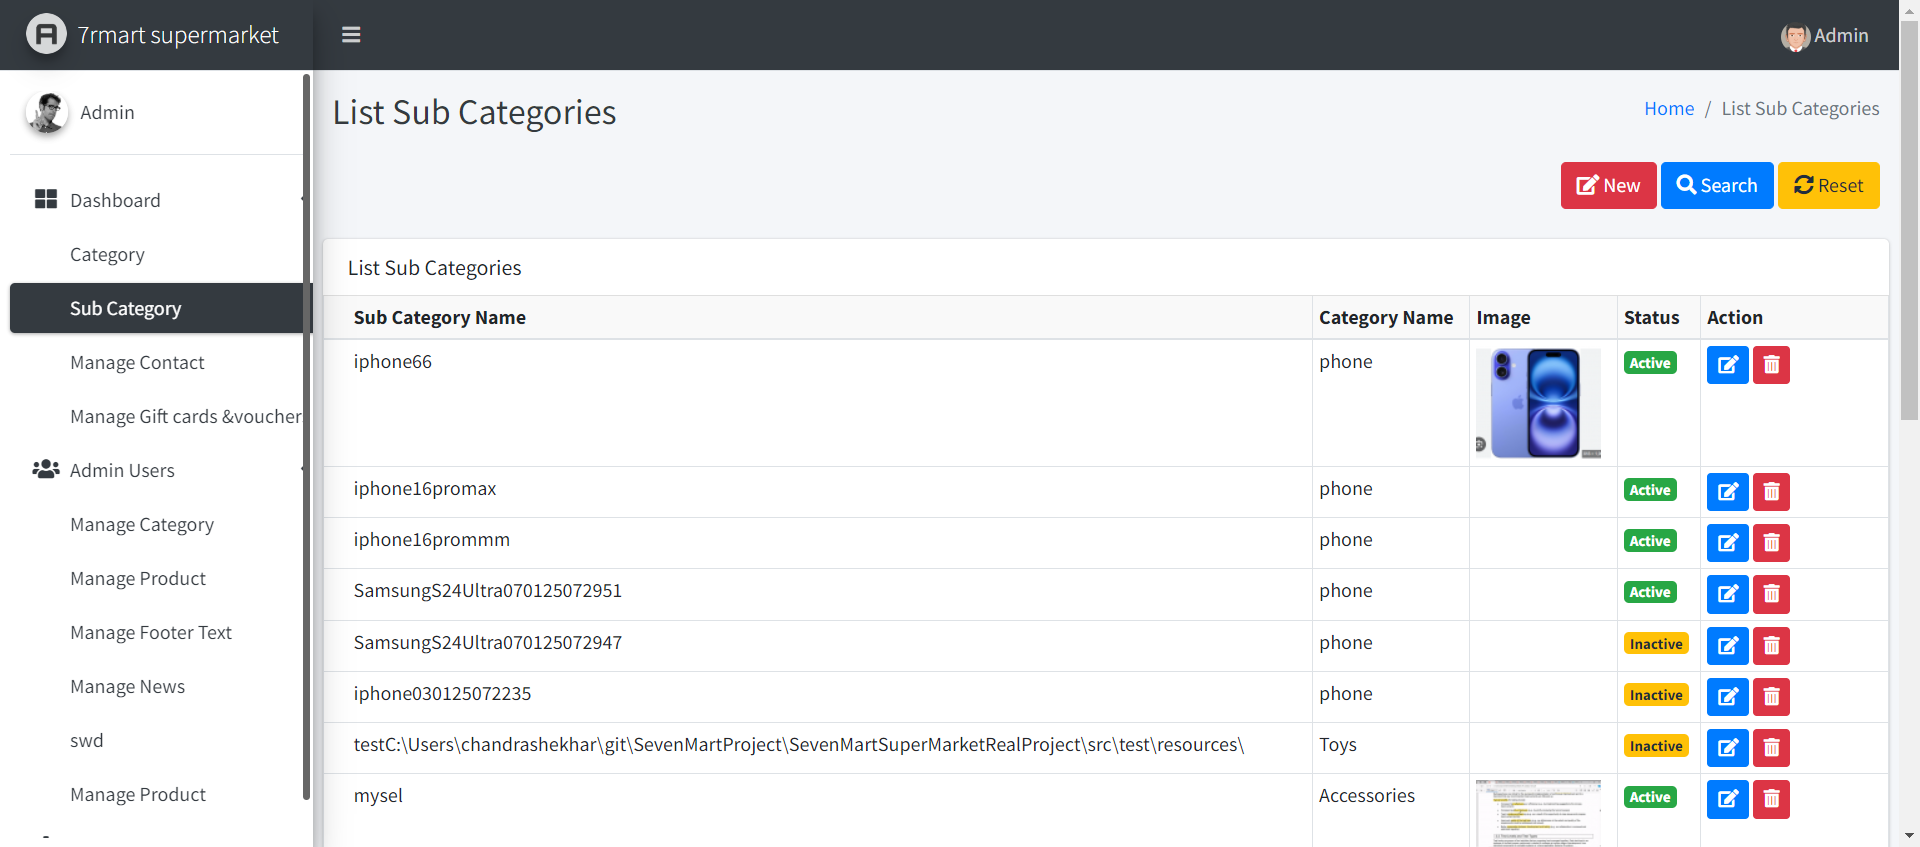 7rmart supermarket
Admin
Admin
Dashboard
Category
Sub Category
Manage Contact
Manage Gift cards &voucher
Admin Users
Manage Category
Manage Product
Manage Footer Text
Manage News
swd
Manage Product
List Sub Categories
Home / List Sub Categories
New Search Reset
List Sub Categories
Sub Category Name Category Name Image Status Action
iphone66 phone Active
iphone16promax phone Active
iphone16prommm phone Active
SamsungS24Ultra070125072951 phone Active
SamsungS24Ultra070125072947 phone Inactive
iphone030125072235 phone Inactive
testC:\Users\chandrashekhar\git\SevenMartProject\SevenMartSuperMarketRealProject\src\test\resources\ Toys Inactive
mysel Accessories Active